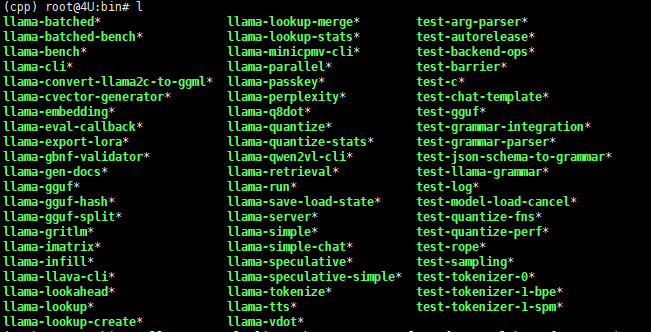 (cpp) root@4U:bin# l
llama-batched* llama-lookup-merge* test-arg-parser*
llama-batched-bench* llama-lookup-stats* test-autorelease*
llama-bench* llama-minicpmv-cli* test-backend-ops*
llama-cli* llama-parallel* test-barrier*
llama-convert-llama2c-to-ggml* llama-passkey* test-c*
llama-cvector-generator* llama-perplexity* test-chat-template*
llama-embedding* llama-q8dot* test-gguf*
llama-eval-callback* llama-quantize* test-grammar-integration*
llama-export-lora* llama-quantize-stats* test-grammar-parser*
llama-gbnf-validator* llama-qwen2vl-cli* test-json-schema-to-grammar*
llama-gen-docs* llama-retrieval* test-llama-grammar*
llama-gguf* llama-run* test-log*
llama-gguf-hash* llama-save-load-state* test-model-load-cancel*
llama-gguf-split* llama-server* test-quantize-fns*
llama-gritlm* llama-simple* test-quantize-perf*
llama-imatrix* llama-simple-chat* test-rope*
llama-infill* llama-speculative* test-sampling*
llama-llava-cli* llama-speculative-simple* test-tokenizer-0*
llama-lookahead* llama-tokenize* test-tokenizer-1-bpe*
llama-lookup* llama-tts* test-tokenizer-1-spm*
llama-lookup-create* llama-vdot*